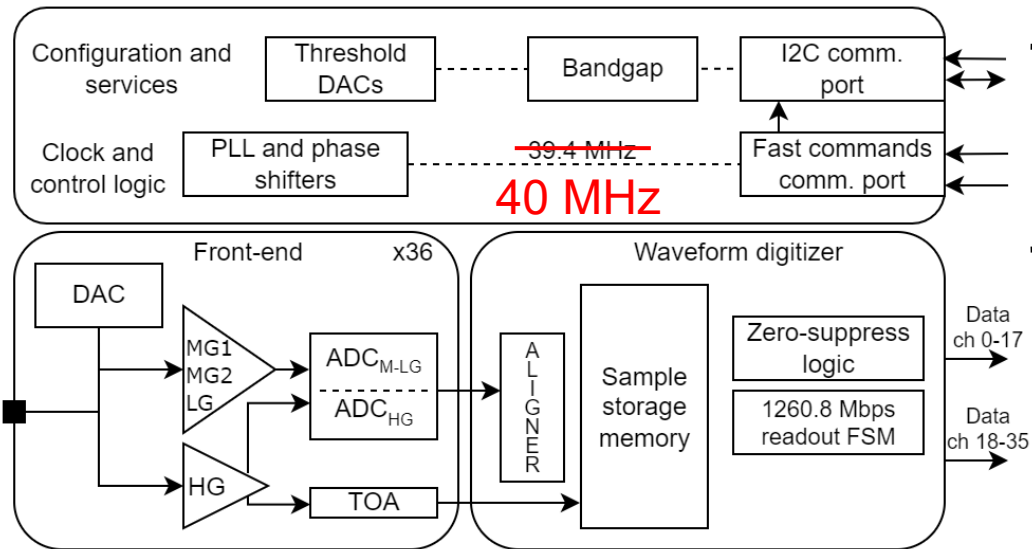 Configuration and
services
Threshold
DACs
Bandgap
I2C comm.
port
Clock and
control logic
PLL and phase
shifters
39.4 MHz
40 MHz
Fast commands
comm. port
Front-end
x36
DAC
MG1
MG2
LG
HG
ADCM-LG
ADCHG
TOA
Waveform digitizer
ALIGNER
Sample
storage
memory
Zero-suppress
logic
1260.8 Mbps
readout FSM
Data
ch 0-17
Data
ch 18-35